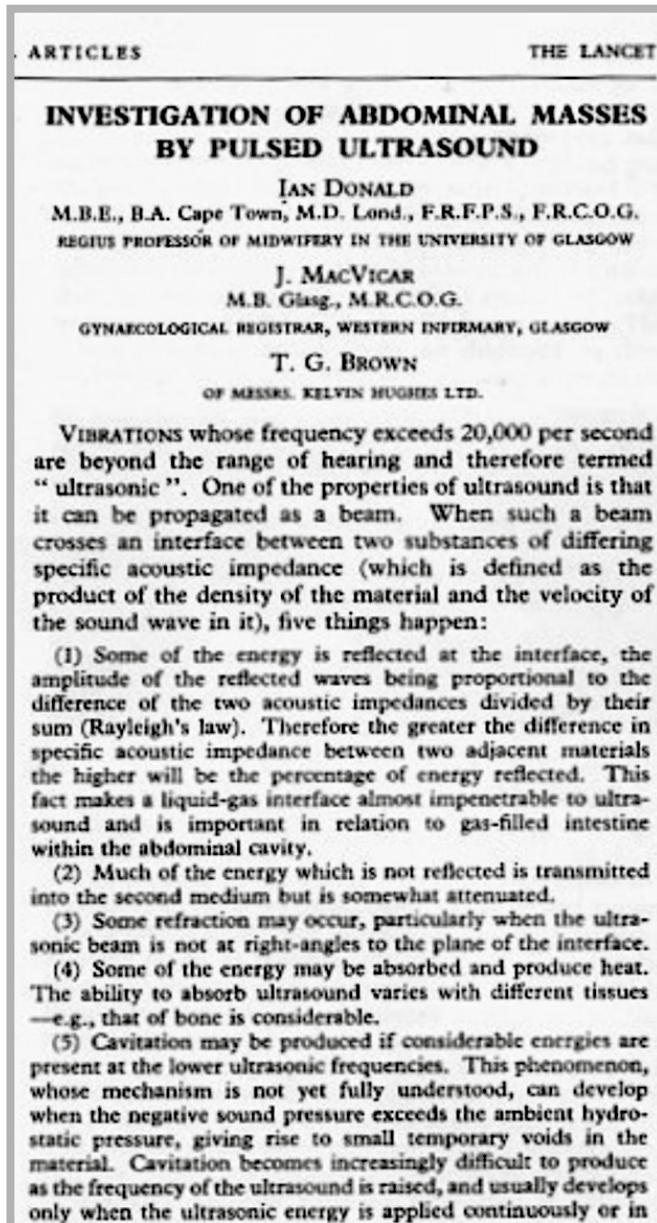 ARTICLES THE LANCET
INVESTIGATION OF ABDOMINAL MASSES
BY PULSED ULTRASOUND
IAN DONALD
M.B.E., B.A. Cape Town, M.D. Lond., F.R.F.P.S., F.R.C.O.G.
REGIUS PROFESSOR OF MIDWIFERY IN THE UNIVERSITY OF GLASGOW
J. MACVICAR
M.B. Glasg., M.R.C.O.G.
GYNAECOLOGICAL REGISTRAR, WESTERN INFIRMARY, GLASGOW
T. G. BROWN
OF MESSRS. KELVIN HUGHES LTD.
VIBRATIONS whose frequency exceeds 20,000 per second
are beyond the range of hearing and therefore termed
“ ultrasonic ”. One of the properties of ultrasound is that
it can be propagated as a beam. When such a beam
crosses an interface between two substances of differing
specific acoustic impedance (which is defined as the
product of the density of the material and the velocity of
the sound wave in it), five things happen:
(1) Some of the energy is reflected at the interface, the
amplitude of the reflected waves being proportional to the
difference of the two acoustic impedances divided by their
sum (Rayleigh's law). Therefore the greater the difference in
specific acoustic impedance between two adjacent materials
the higher will be the percentage of energy reflected. This
fact makes a liquid-gas interface almost impenetrable to ultra-
sound and is important in relation to gas-filled intestine
within the abdominal cavity.
(2) Much of the energy which is not reflected is transmitted
into the second medium but is somewhat attenuated.
(3) Some refraction may occur, particularly when the ultra-
sonic beam is not at right-angles to the plane of the interface.
(4) Some of the energy may be absorbed and produce heat.
The ability to absorb ultrasound varies with different tissues
—e.g., that of bone is considerable.
(5) Cavitation may be produced if considerable energies are
present at the lower ultrasonic frequencies. This phenomenon,
whose mechanism is not yet fully understood, can develop
when the negative sound pressure exceeds the ambient hydro-
static pressure, giving rise to small temporary voids in the
material. Cavitation becomes increasingly difficult to produce
as the frequency of the ultrasound is raised, and usually develops
only when the ultrasonic energy is applied continuously or in